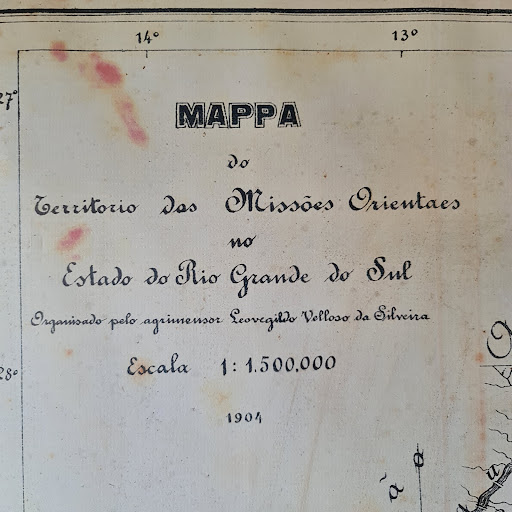 14° 13°
27°
MAPPA
do
Territorio das Missões Orientaes
no
Estado do Rio Grande do Sul
Organisado pelo agrimensor Leovegildo Velloso da Silveira
Escala 1:1.500.000
28°
1904